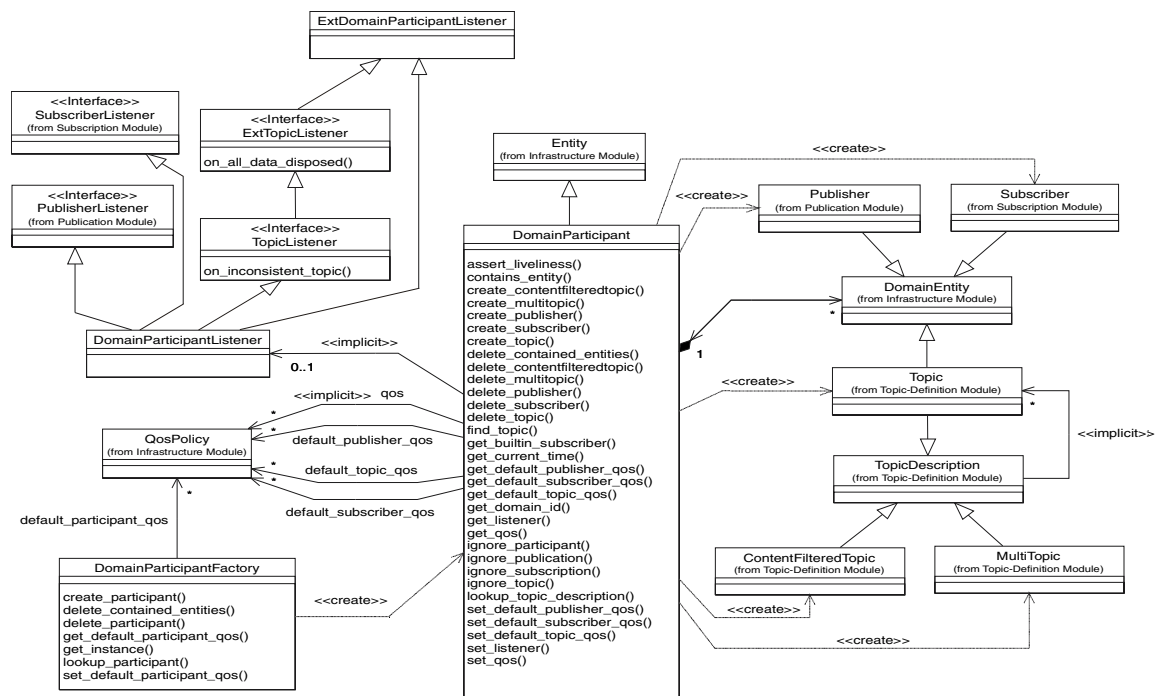 ExtDomainParticipantListener
<<Interface>>
SubscriberListener
(from Subscription Module)
<<Interface>>
ExtTopicListener
on_all_data_disposed()
<<Interface>>
PublisherListener
(from Publication Module)
<<Interface>>
TopicListener
on_inconsistent_topic()
DomainParticipantListener
<<implicit>>
0..1
<<implicit>>
qos
*
*
default_publisher_qos
QosPolicy
(from Infrastructure Module)
*
default_topic_qos
*
*
default_subscriber_qos
default_participant_qos
DomainParticipantFactory
create_participant()
delete_contained_entities()
delete_participant()
get_default_participant_qos()
get_instance()
lookup_participant()
set_default_participant_qos()
<<create>>
Entity
(from Infrastructure Module)
DomainParticipant
assert_liveliness()
contains_entity()
create_contentfilteredtopic()
create_multitopic()
create_publisher()
create_subscriber()
create_topic()
delete_contained_entities()
delete_contentfilteredtopic()
delete_multitopic()
delete_publisher()
delete_subscriber()
delete_topic()
find_topic()
get_builtin_subscriber()
get_current_time()
get_default_publisher_qos()
get_default_subscriber_qos()
get_default_topic_qos()
get_domain_id()
get_listener()
get_qos()
ignore_participant()
ignore_publication()
ignore_subscription()
ignore_topic()
lookup_topic_description()
set_default_publisher_qos()
set_default_subscriber_qos()
set_default_topic_qos()
set_listener()
set_qos()
<<create>>
<<create>>
Publisher
(from Publication Module)
Subscriber
(from Subscription Module)
DomainEntity
(from Infrastructure Module)
*
1
<<create>>
Topic
(from Topic-Definition Module)
*
<<implicit>>
TopicDescription
(from Topic-Definition Module)
ContentFilteredTopic
(from Topic-Definition Module)
MultiTopic
(from Topic-Definition Module)
<<create>>
<<create>>